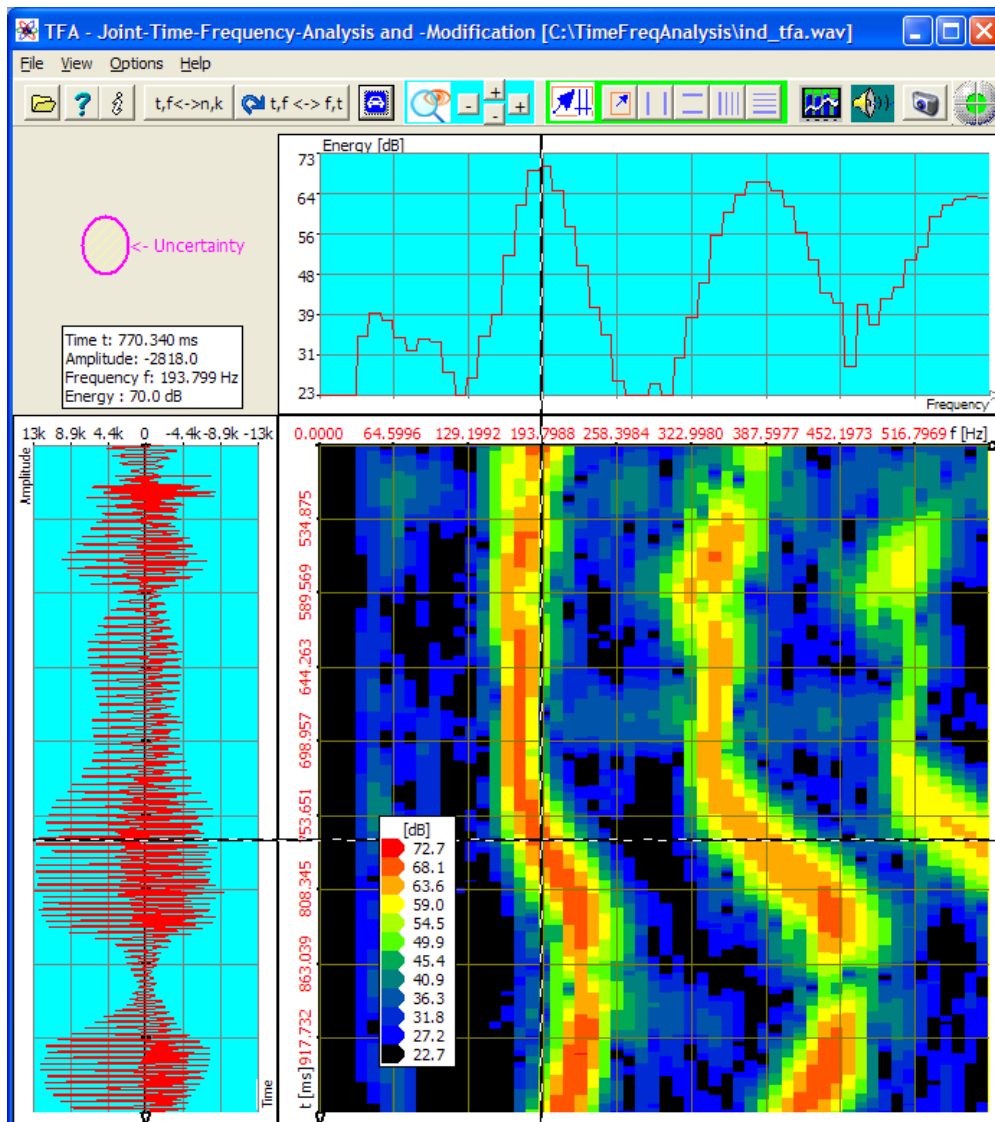 TFA - Joint-Time-Frequency-Analysis and -Modification [C:\TimeFreqAnalysis\ind_tfa.wav]
File View Options Help
? i t,f<->n,k t,f <-> f,t - + - +
Energy [dB]
73
64
56
48
39
31
23
Frequency
<- Uncertainty
Time t: 770.340 ms
Amplitude: -2818.0
Frequency f: 193.799 Hz
Energy : 70.0 dB
13k 8.9k 4.4k 0 -4.4k -8.9k -13k
Amplitude
Time
0.0000 64.5996 129.1992 193.7988 258.3984 322.9980 387.5977 452.1973 516.7969 f [Hz]
534.875
589.569
644.263
698.957
753.651
808.345
863.039
917.732
t [ms]
[dB]
72.7
68.1
63.6
59.0
54.5
49.9
45.4
40.9
36.3
31.8
27.2
22.7